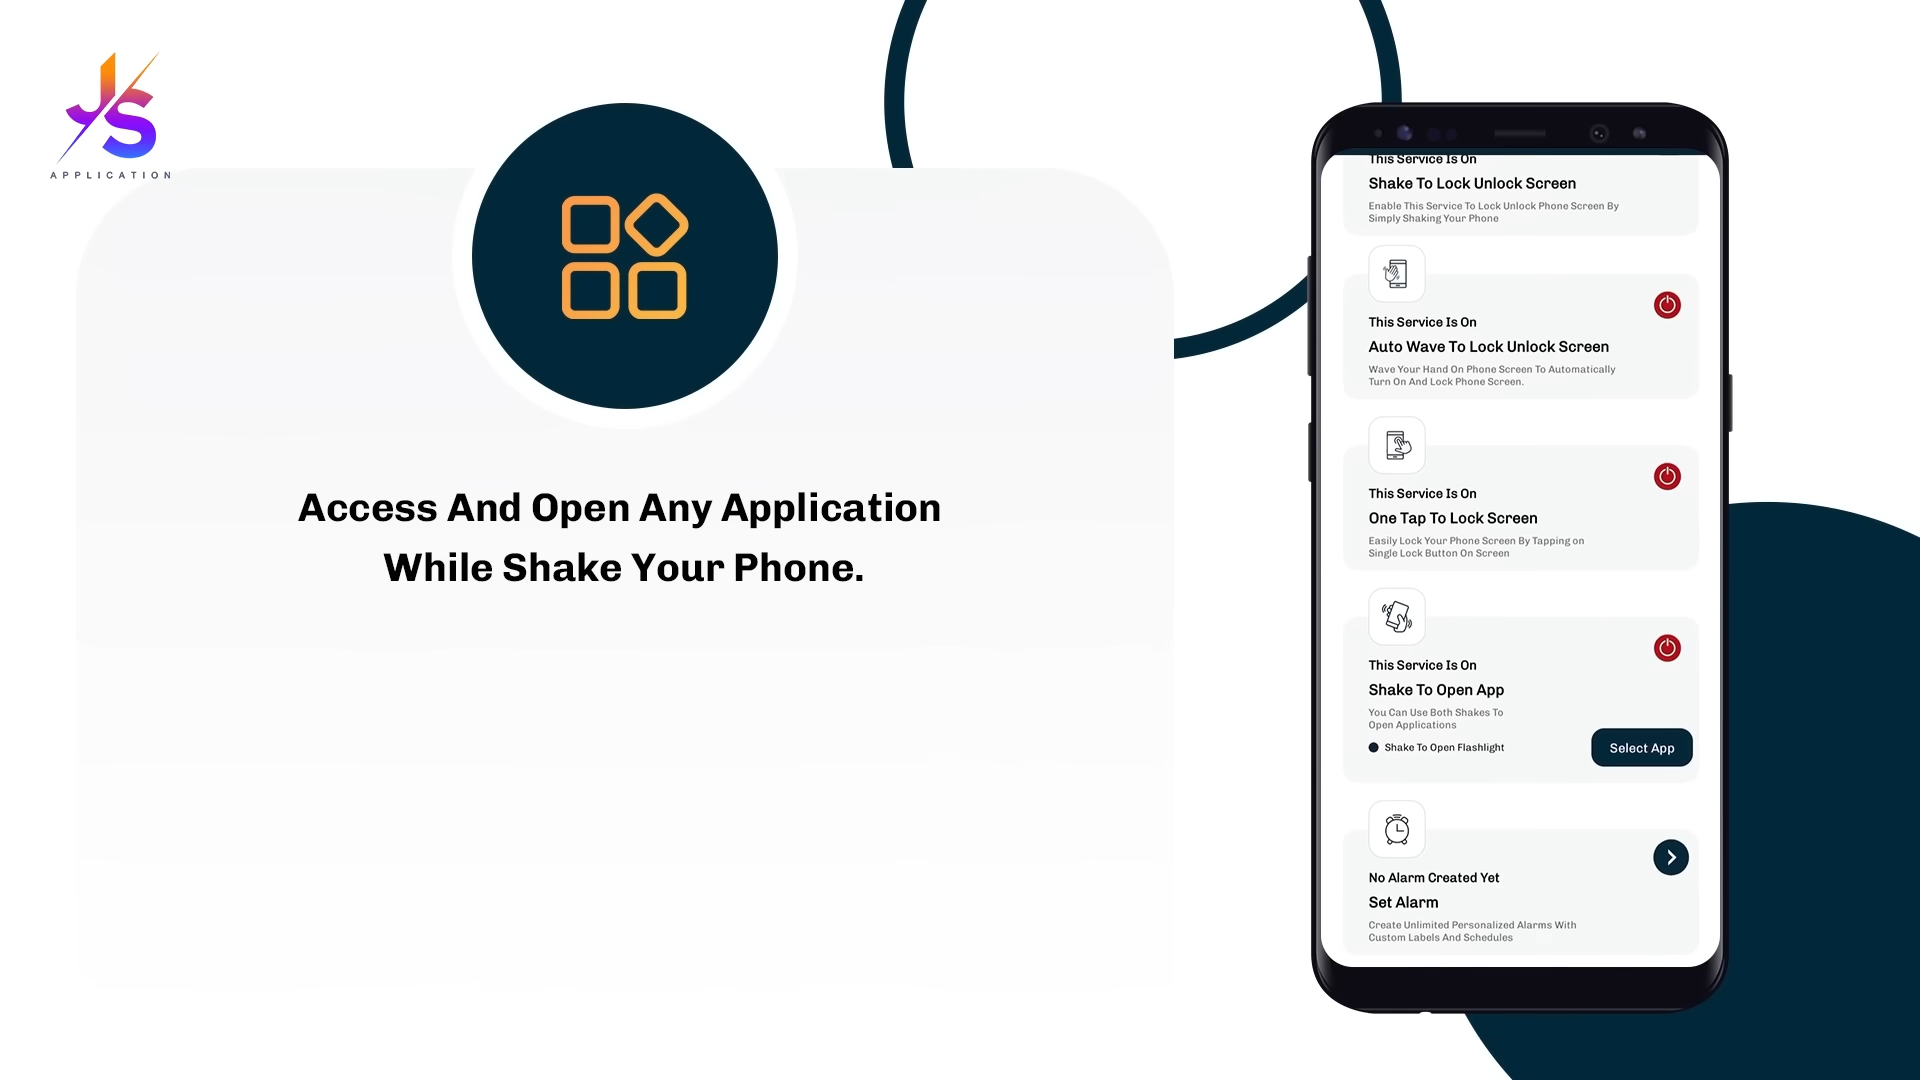 JS
APPLICATION
Access And Open Any Application
While Shake Your Phone.
This Service Is On
Shake To Lock Unlock Screen
Enable This Service To Lock Unlock Phone Screen By
Simply Shaking Your Phone
This Service Is On
Auto Wave To Lock Unlock Screen
Wave Your Hand On Phone Screen To Automatically
Turn On And Lock Phone Screen.
This Service Is On
One Tap To Lock Screen
Easily Lock Your Phone Screen By Tapping on
Single Lock Button On Screen
This Service Is On
Shake To Open App
You Can Use Both Shakes To
Open Applications
Shake To Open Flashlight
Select App
No Alarm Created Yet
Set Alarm
Create Unlimited Personalized Alarms With
Custom Labels And Schedules